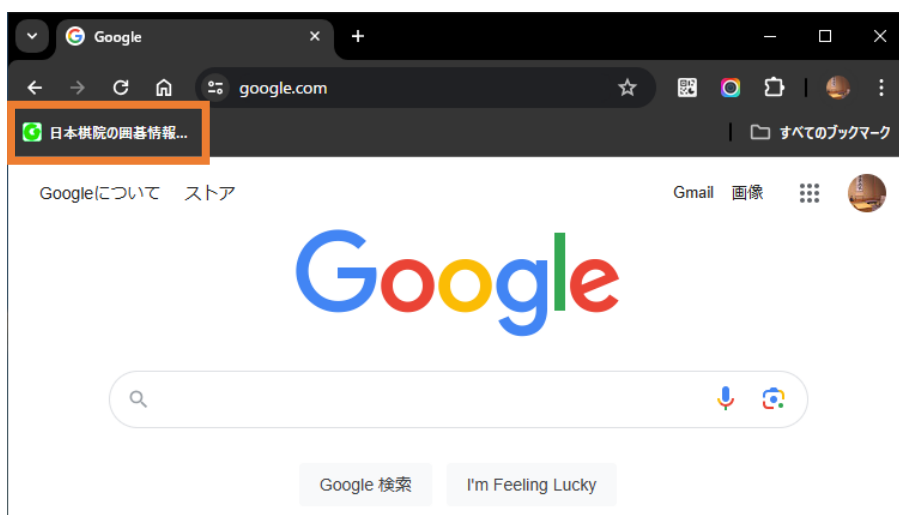 Google
google.com
日本棋院の囲碁情報...
すべてのブックマーク
Googleについて ストア
Gmail 画像
Google
Google 検索 I'm Feeling Lucky